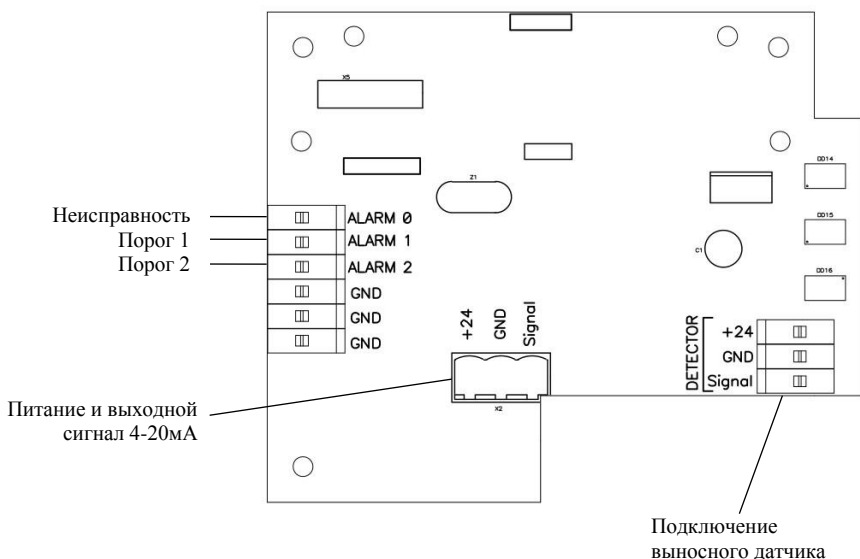 X5
Z1
DD14
DD15
DD16
C1
Неисправность
Порог 1
Порог 2
ALARM 0
ALARM 1
ALARM 2
GND
GND
GND
+24
GND
Signal
X2
DETECTOR
+24
GND
Signal
Питание и выходной
сигнал 4-20мА
Подключение
выносного датчика